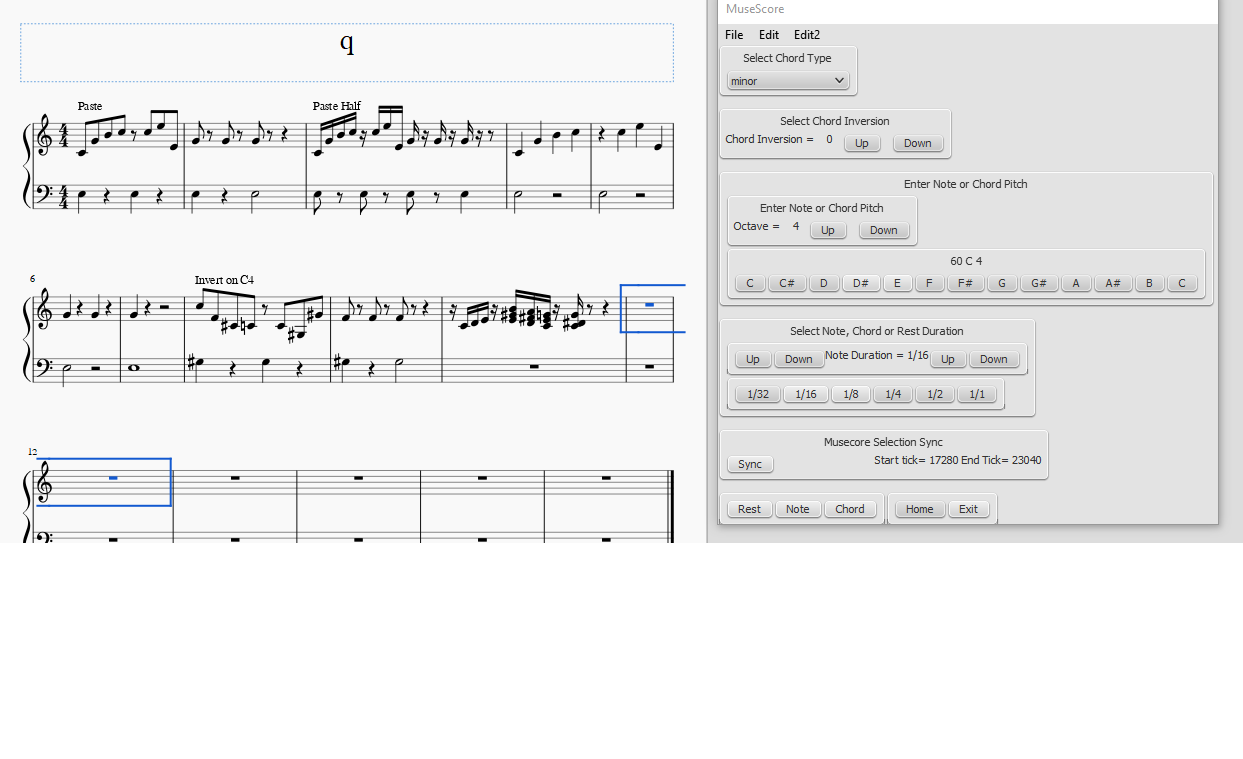 q
Paste
Paste Half
4
4
4
4
6
Invert on C4
12
MuseScore
File Edit Edit2
Select Chord Type
minor
Select Chord Inversion
Chord Inversion = 0 Up Down
Enter Note or Chord Pitch
Enter Note or Chord Pitch
Octave = 4 Up Down
60 C 4
C C# D D# E F F# G G# A A# B C
Select Note, Chord or Rest Duration
Up Down Note Duration = 1/16 Up Down
1/32 1/16 1/8 1/4 1/2 1/1
Musecore Selection Sync
Sync Start tick= 17280 End Tick= 23040
Rest Note Chord Home Exit